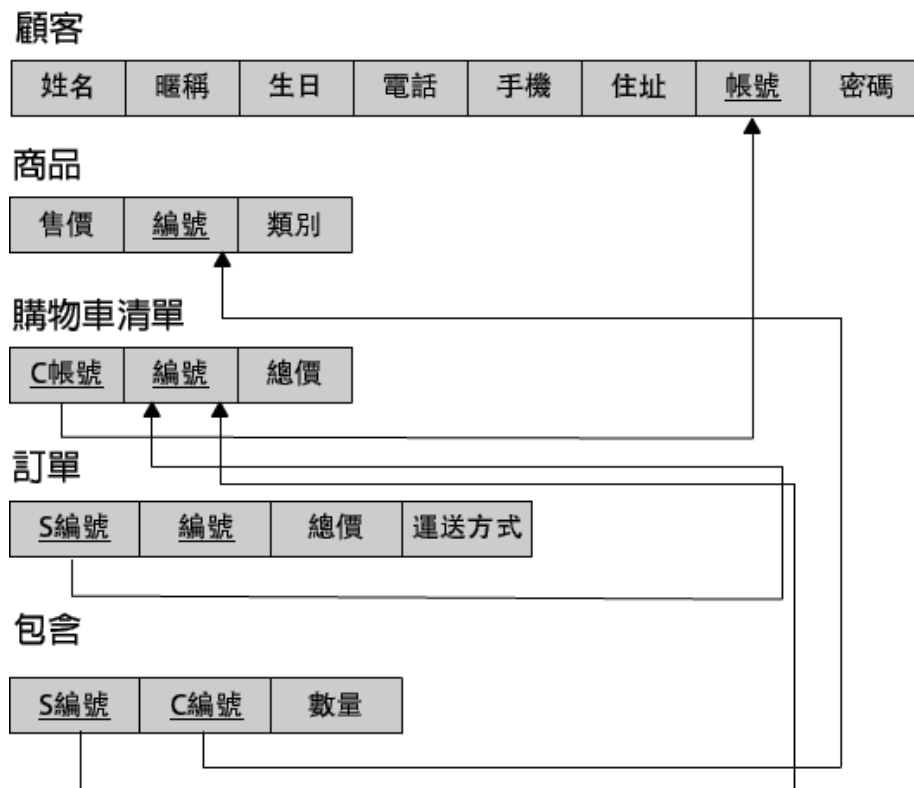 顧客
姓名 暱稱 生日 電話 手機 住址 帳號 密碼
商品
售價 編號 類別
購物車清單
C帳號 編號 總價
訂單
S編號 編號 總價 運送方式
包含
S編號 C編號 數量